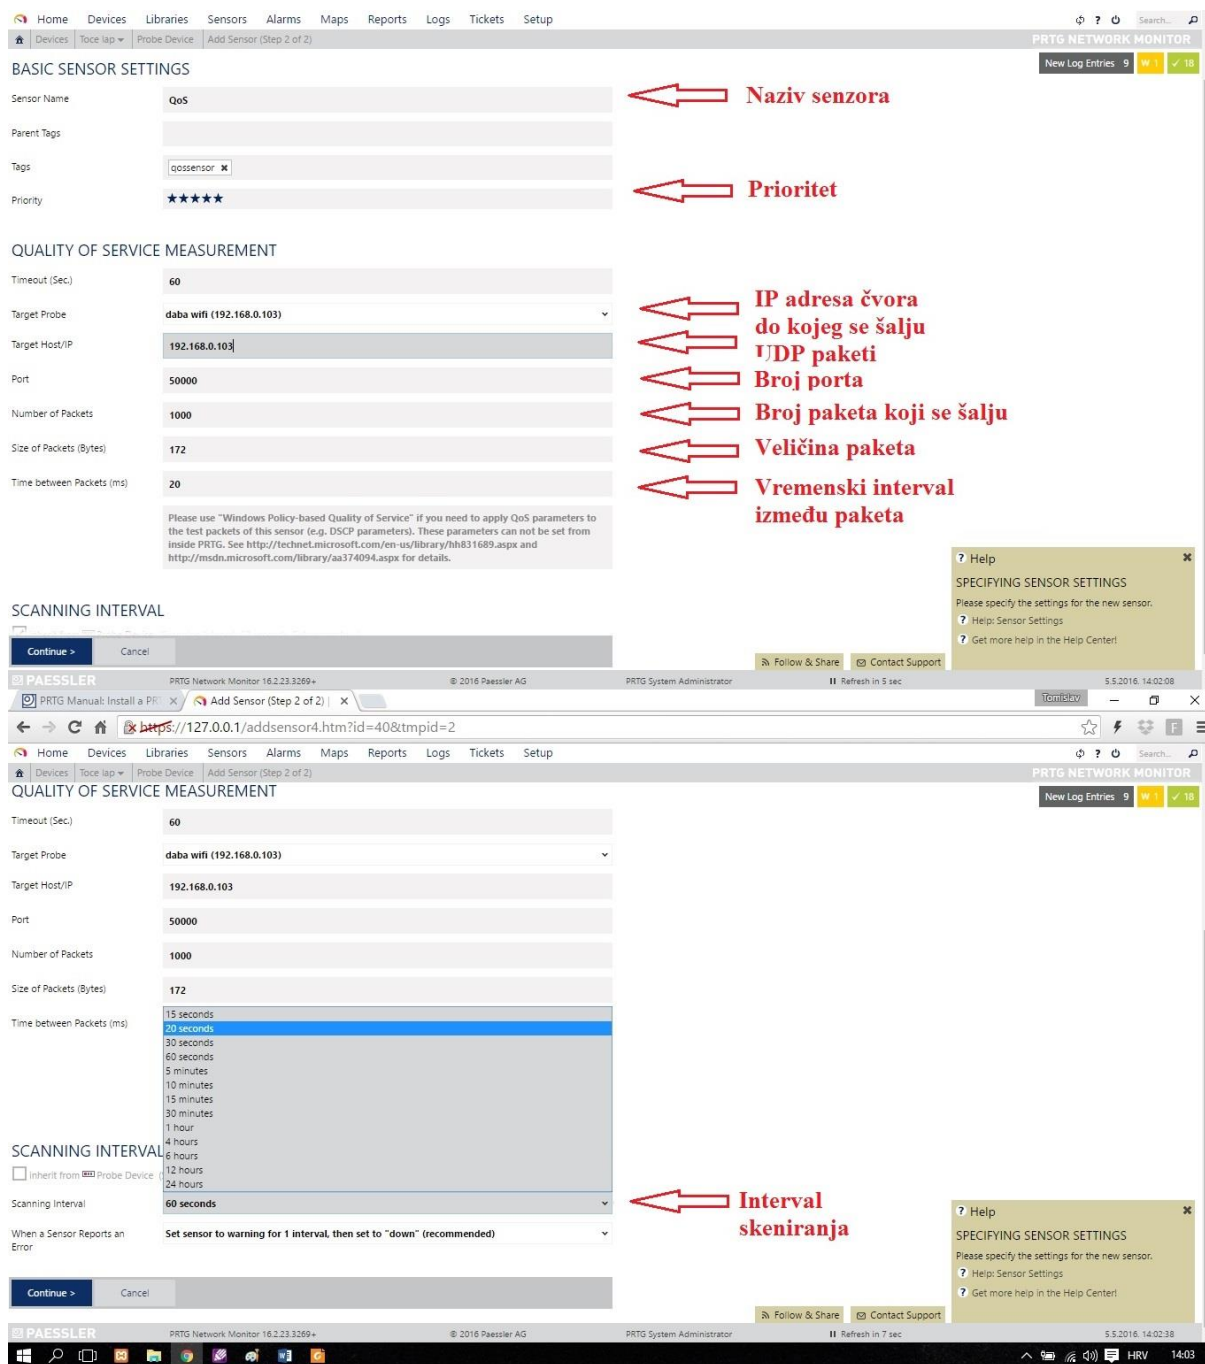 Home Devices Libraries Sensors Alarms Maps Reports Logs Tickets Setup ? Search...
Devices Toce lap Probe Device Add Sensor (Step 2 of 2) PRTG NETWORK MONITOR
New Log Entries 9 W 1 ✓ 18
BASIC SENSOR SETTINGS
Sensor Name QoS Naziv senzora
Parent Tags
Tags qossensor ✖
Priority ★★★★★ Prioritet
QUALITY OF SERVICE MEASUREMENT
Timeout (Sec.) 60
Target Probe daba wifi (192.168.0.103)
Target Host/IP 192.168.0.103
IP adresa čvora
do kojeg se šalju
UDP paketi
Port 50000 Broj porta
Number of Packets 1000 Broj paketa koji se šalju
Size of Packets (Bytes) 172 Veličina paketa
Time between Packets (ms) 20 Vremenski interval
između paketa
Please use "Windows Policy-based Quality of Service" if you need to apply QoS parameters to
the test packets of this sensor (e.g. DSCP parameters). These parameters can not be set from
inside PRTG. See http://technet.microsoft.com/en-us/library/hh831689.aspx and
http://msdn.microsoft.com/library/aa374094.aspx for details.
? Help ✖
SPECIFYING SENSOR SETTINGS
Please specify the settings for the new sensor.
? Help: Sensor Settings
? Get more help in the Help Center!
SCANNING INTERVAL
Continue > Cancel
Follow & Share Contact Support
PAESSLER PRTG Network Monitor 16.2.23.3269+ © 2016 Paessler AG PRTG System Administrator Refresh in 5 sec 5.5.2016. 14:02:08
PRTG Manual: Install a PR × Add Sensor (Step 2 of 2) | × Tomislav
https://127.0.0.1/addsensor4.htm?id=40&tmpid=2
Home Devices Libraries Sensors Alarms Maps Reports Logs Tickets Setup ? Search...
Devices Toce lap Probe Device Add Sensor (Step 2 of 2) PRTG NETWORK MONITOR
QUALITY OF SERVICE MEASUREMENT
New Log Entries 9 W 1 ✓ 18
Timeout (Sec.) 60
Target Probe daba wifi (192.168.0.103)
Target Host/IP 192.168.0.103
Port 50000
Number of Packets 1000
Size of Packets (Bytes) 172
Time between Packets (ms)
15 seconds
20 seconds
30 seconds
60 seconds
5 minutes
10 minutes
15 minutes
30 minutes
1 hour
4 hours
6 hours
12 hours
24 hours
SCANNING INTERVAL
inherit from Probe Device
Scanning Interval 60 seconds
Interval
skeniranja
When a Sensor Reports an
Error
Set sensor to warning for 1 interval, then set to "down" (recommended)
? Help ✖
SPECIFYING SENSOR SETTINGS
Please specify the settings for the new sensor.
? Help: Sensor Settings
? Get more help in the Help Center!
Continue > Cancel
Follow & Share Contact Support
PAESSLER PRTG Network Monitor 16.2.23.3269+ © 2016 Paessler AG PRTG System Administrator Refresh in 7 sec 5.5.2016. 14:02:38
HRV 14:03